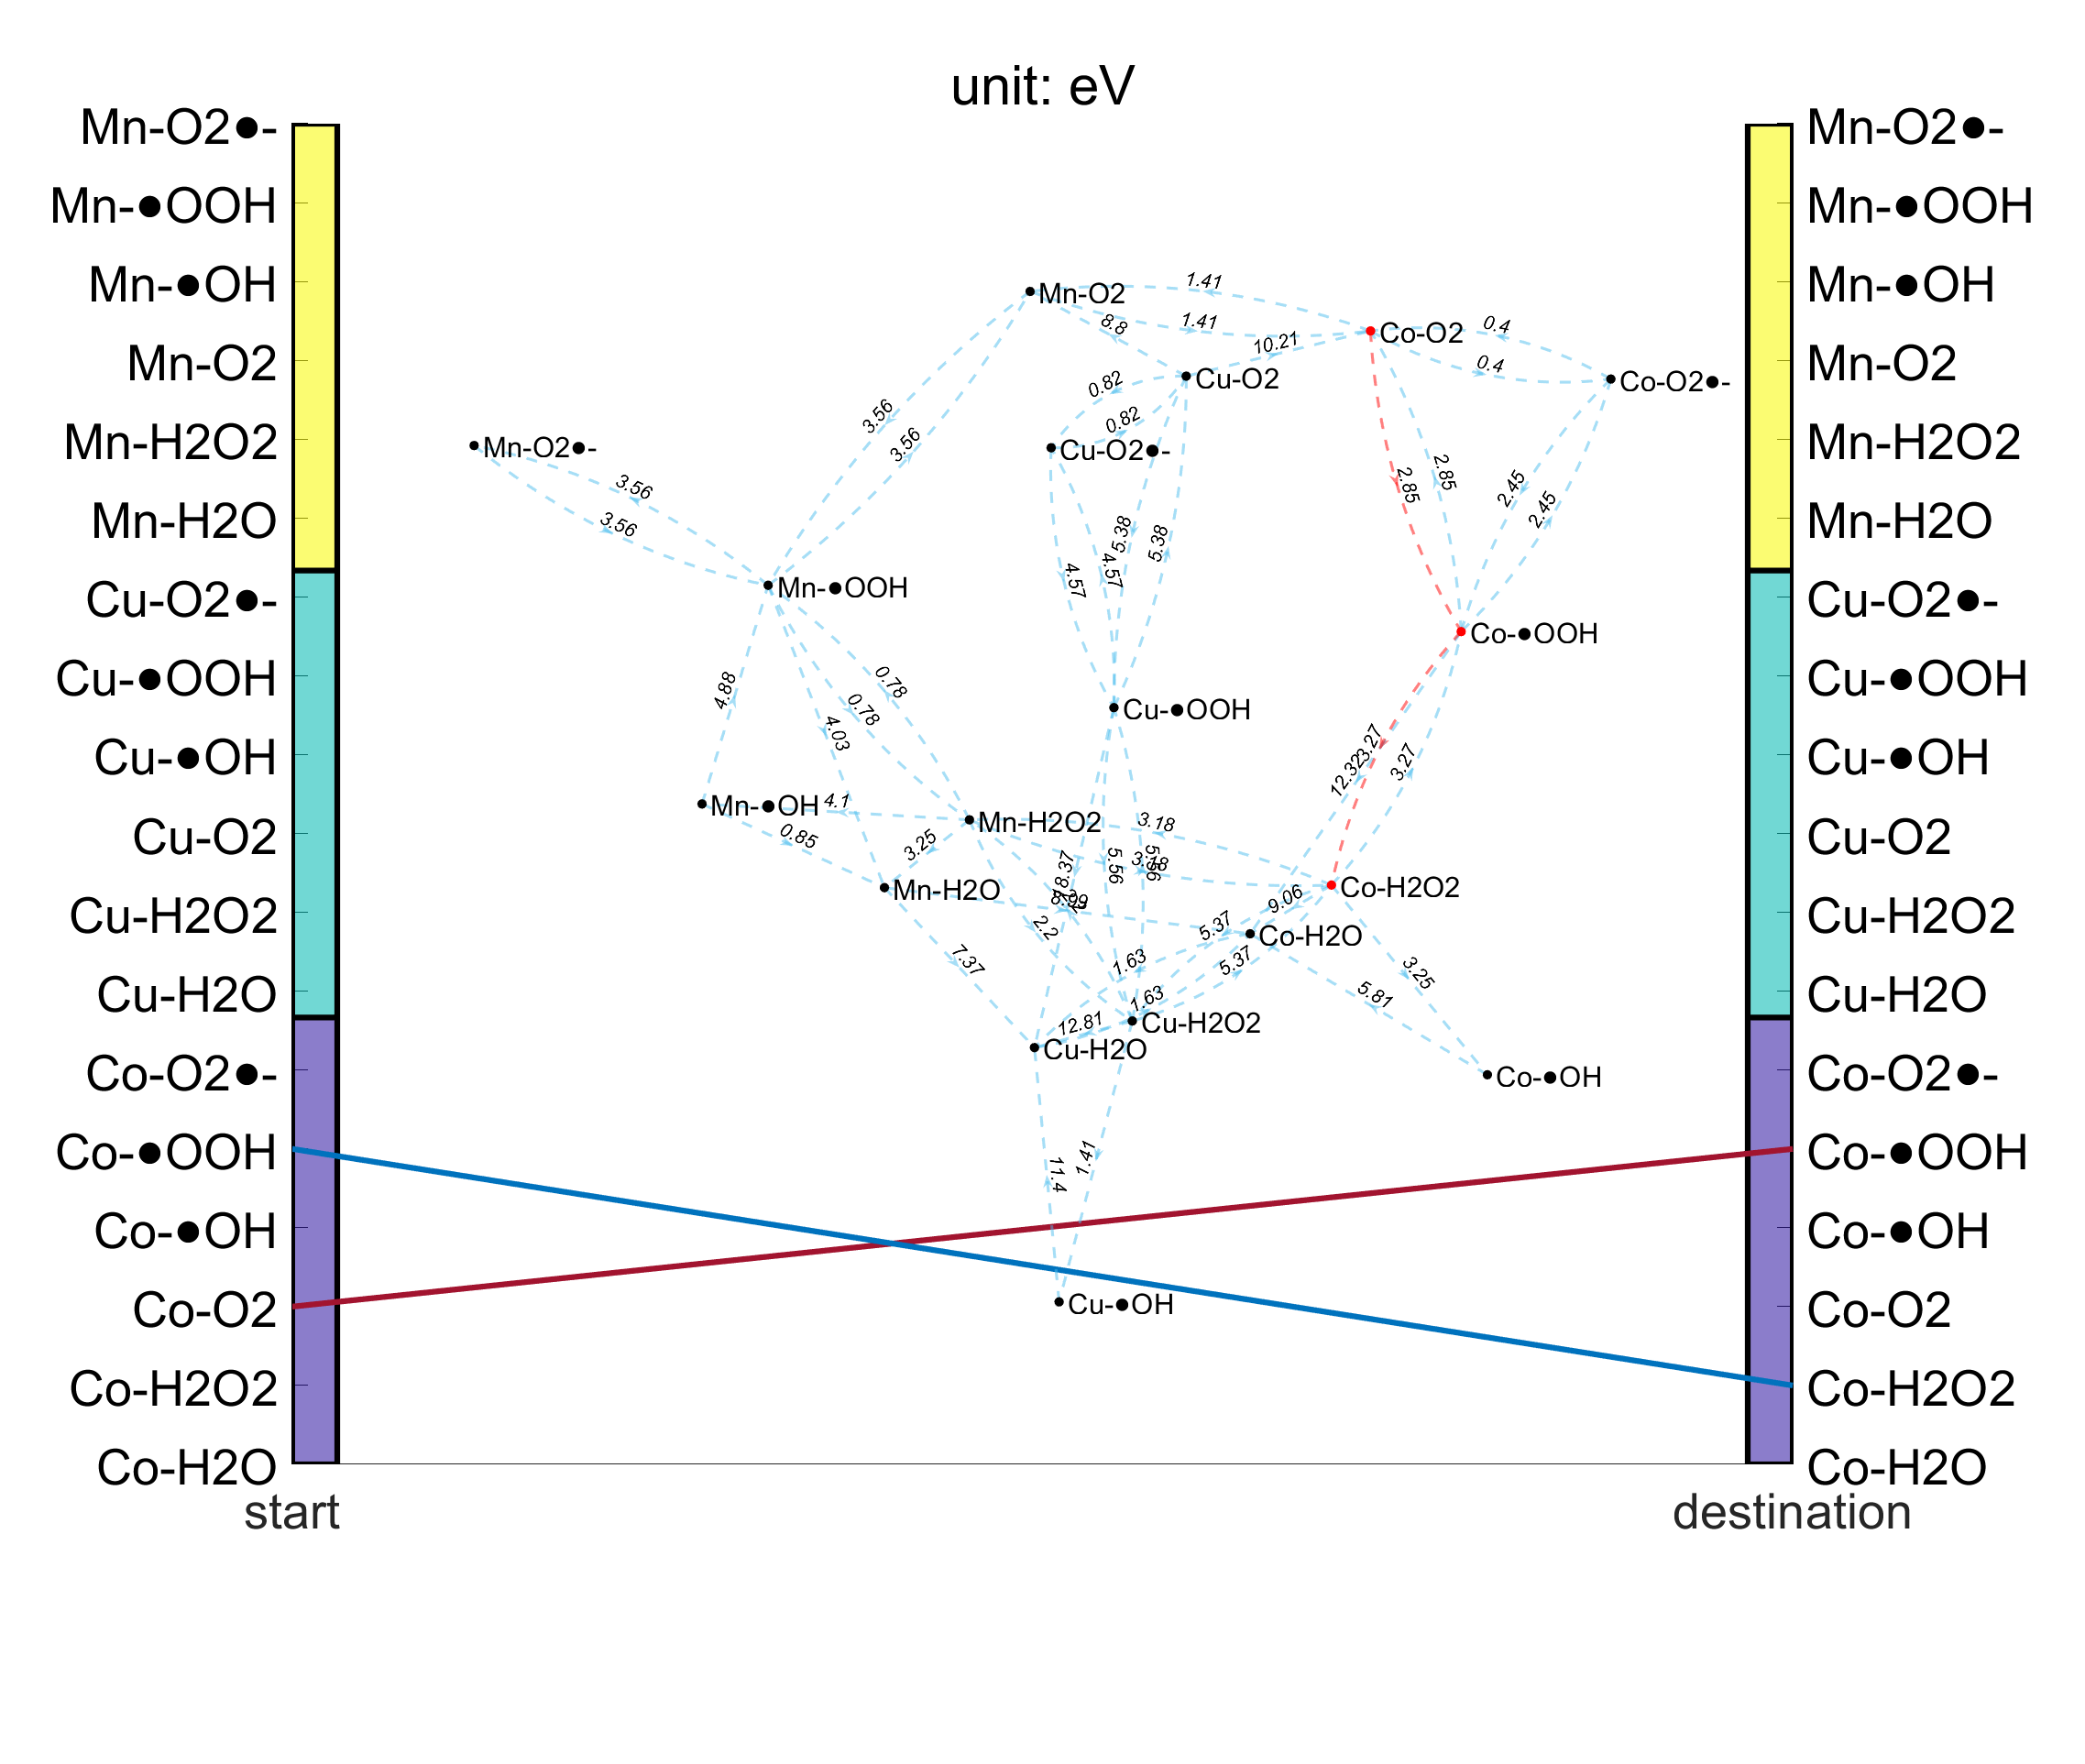 unit: eV
Mn-O2●-
Mn-●OOH
Mn-●OH
Mn-O2
Mn-H2O2
Mn-H2O
Cu-O2●-
Cu-●OOH
Cu-●OH
Cu-O2
Cu-H2O2
Cu-H2O
Co-O2●-
Co-●OOH
Co-●OH
Co-O2
Co-H2O2
Co-H2O
start
1.41
Mn-O2
1.41
8.8
10.21
Co-O2
0.4
0.4
Cu-O2
Co-O2●-
0.82
0.82
3.56
3.56
Mn-O2●-
Cu-O2●-
3.56
3.56
2.85
2.85
2.45
2.45
5.38
5.38
4.57
4.57
Mn-●OOH
Co-●OOH
4.88
0.78
0.78
4.03
Cu-●OOH
3.27
12.32
3.27
Mn-●OH
4.1
Mn-H2O2
3.18
0.85
3.25
3.18
5.56
5.56
18.37
Mn-H2O
Co-H2O2
8.99
9.06
2.2
5.37
Co-H2O
7.37
1.63
5.37
3.25
5.81
1.63
12.81
Cu-H2O2
Cu-H2O
Co-●OH
11.4
1.41
Cu-●OH
Mn-O2●-
Mn-●OOH
Mn-●OH
Mn-O2
Mn-H2O2
Mn-H2O
Cu-O2●-
Cu-●OOH
Cu-●OH
Cu-O2
Cu-H2O2
Cu-H2O
Co-O2●-
Co-●OOH
Co-●OH
Co-O2
Co-H2O2
Co-H2O
destination